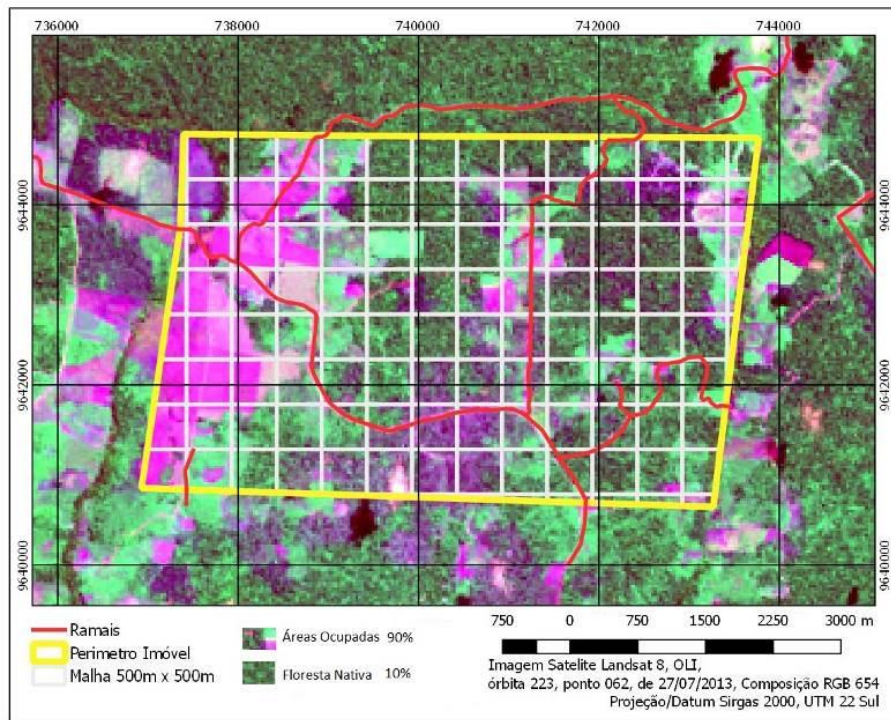 736000 738000 740000 742000 744000
9644000 9644000
9642000 9642000
9640000 9640000
Ramais
Perimetro Imóvel
Malha 500m x 500m
Áreas Ocupadas 90%
Floresta Nativa 10%
750 0 750 1500 2250 3000 m
Imagem Satelite Landsat 8, OLI,
órbita 223, ponto 062, de 27/07/2013, Composição RGB 654
Projeção/Datum Sirgas 2000, UTM 22 Sul